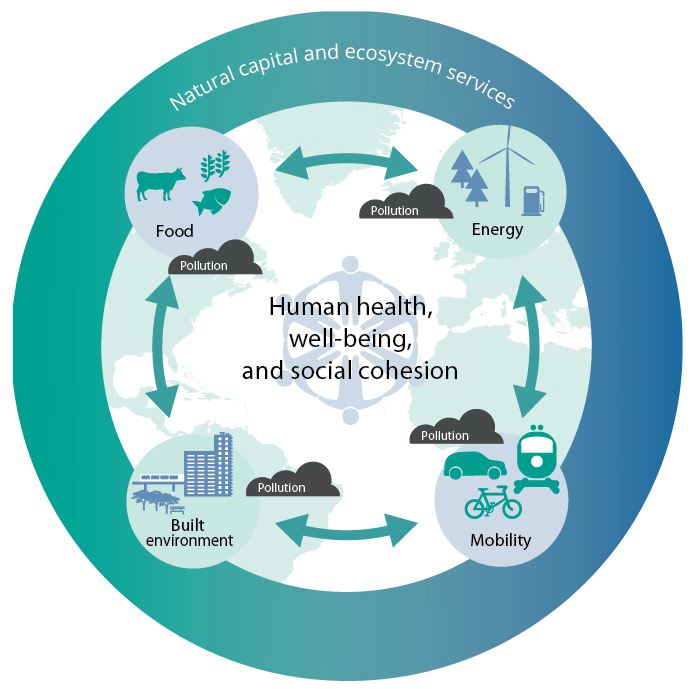 Natural capital and ecosystem services
Food
Pollution
Pollution
Energy
Human health,
well-being,
and social cohesion
Pollution
Built
environment
Pollution
Mobility